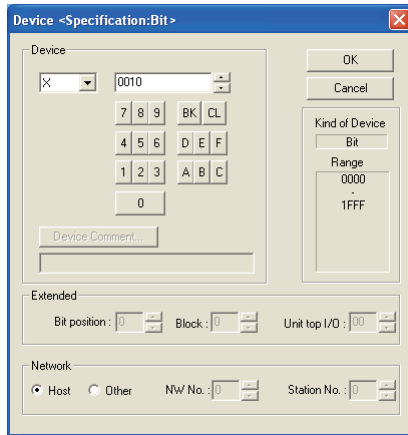 Device <Specification:Bit>
Device
X 0010
OK
Cancel
7 8 9 BK CL
4 5 6 D E F
1 2 3 A B C
0
Kind of Device
Bit
Range
0000
-
1FFF
Device Comment...
Extended
Bit position : 0 Block : 0 Unit top I/O : 00
Network
Host Other NW No. : 0 Station No. : 0